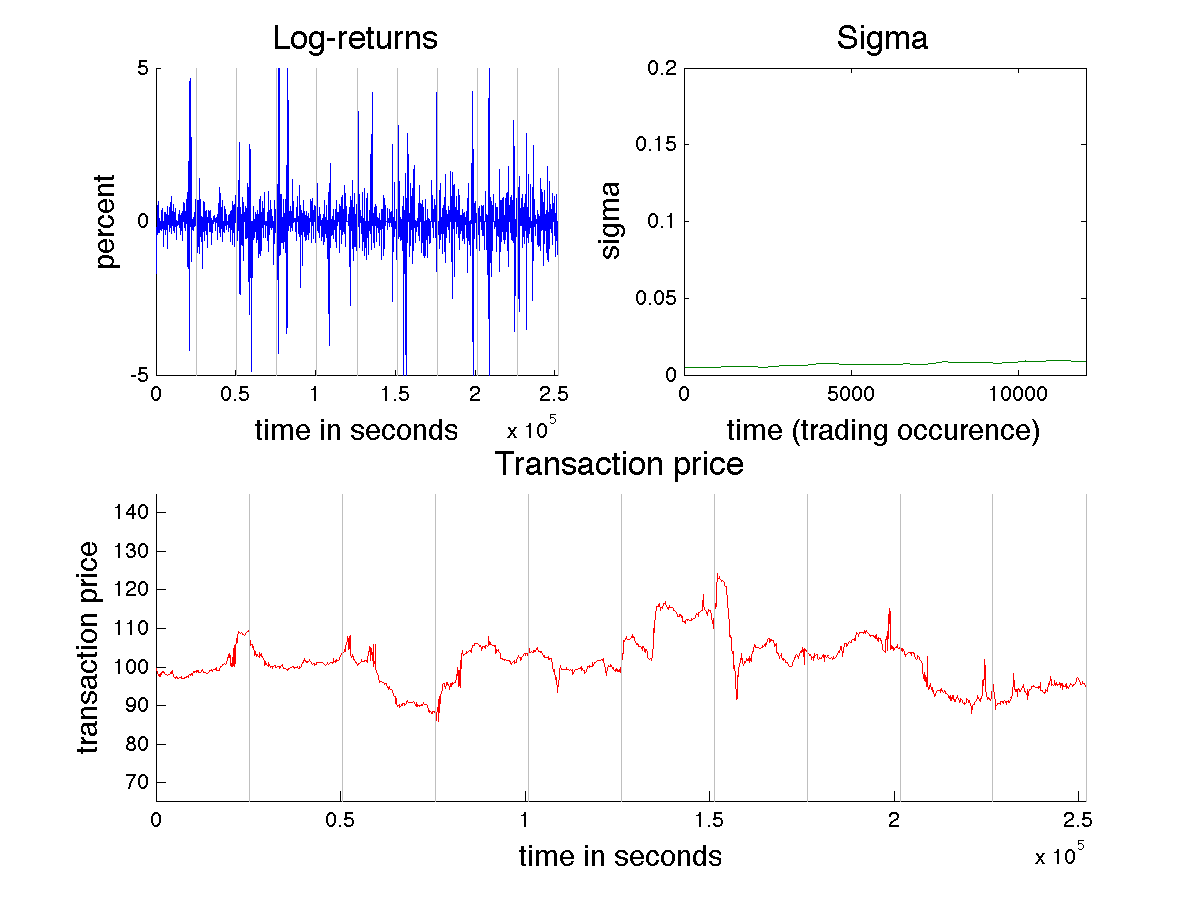 Log-returns
5
0
-5
percent
0
0.5
1
1.5
2
2.5
time in seconds
x 10^5
Sigma
0.2
0.15
0.1
0.05
0
sigma
0
5000
10000
time (trading occurence)
Transaction price
140
130
120
110
100
90
80
70
transaction price
0
0.5
1
1.5
2
2.5
time in seconds
x 10^5